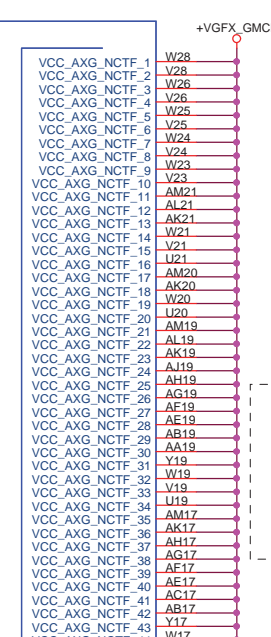 +VGFX_GMC
VCC_AXG_NCTF_1 W28
VCC_AXG_NCTF_2 V28
VCC_AXG_NCTF_3 W26
VCC_AXG_NCTF_4 V26
VCC_AXG_NCTF_5 W25
VCC_AXG_NCTF_6 V25
VCC_AXG_NCTF_7 W24
VCC_AXG_NCTF_8 V24
VCC_AXG_NCTF_9 W23
VCC_AXG_NCTF_10 V23
VCC_AXG_NCTF_11 AM21
VCC_AXG_NCTF_12 AL21
VCC_AXG_NCTF_13 AK21
VCC_AXG_NCTF_14 W21
VCC_AXG_NCTF_15 V21
VCC_AXG_NCTF_16 U21
VCC_AXG_NCTF_17 AM20
VCC_AXG_NCTF_18 AK20
VCC_AXG_NCTF_19 W20
VCC_AXG_NCTF_20 U20
VCC_AXG_NCTF_21 AM19
VCC_AXG_NCTF_22 AL19
VCC_AXG_NCTF_23 AK19
VCC_AXG_NCTF_24 AJ19
VCC_AXG_NCTF_25 AH19
VCC_AXG_NCTF_26 AG19
VCC_AXG_NCTF_27 AF19
VCC_AXG_NCTF_28 AE19
VCC_AXG_NCTF_29 AB19
VCC_AXG_NCTF_30 AA19
VCC_AXG_NCTF_31 Y19
VCC_AXG_NCTF_32 W19
VCC_AXG_NCTF_33 V19
VCC_AXG_NCTF_34 U19
VCC_AXG_NCTF_35 AM17
VCC_AXG_NCTF_36 AK17
VCC_AXG_NCTF_37 AH17
VCC_AXG_NCTF_38 AG17
VCC_AXG_NCTF_39 AF17
VCC_AXG_NCTF_40 AE17
VCC_AXG_NCTF_41 AC17
VCC_AXG_NCTF_42 AB17
VCC_AXG_NCTF_43 Y17
W17